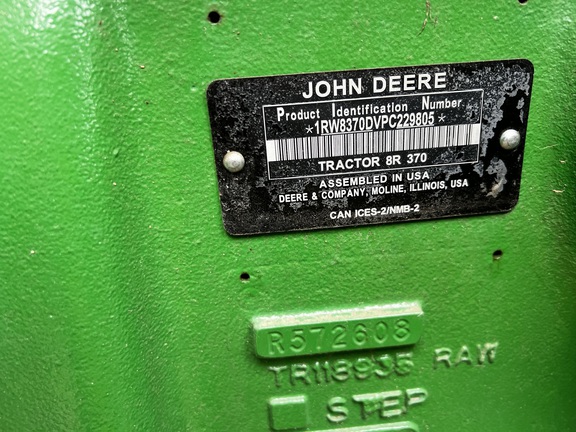 JOHN DEERE
Product Identification Number
*1RW8370DVPC229805*
TRACTOR 8R 370
ASSEMBLED IN USA
DEERE & COMPANY, MOLINE, ILLINOIS, USA
CAN ICES-2/NMB-2
R572608
TR118935 RAW
STEP